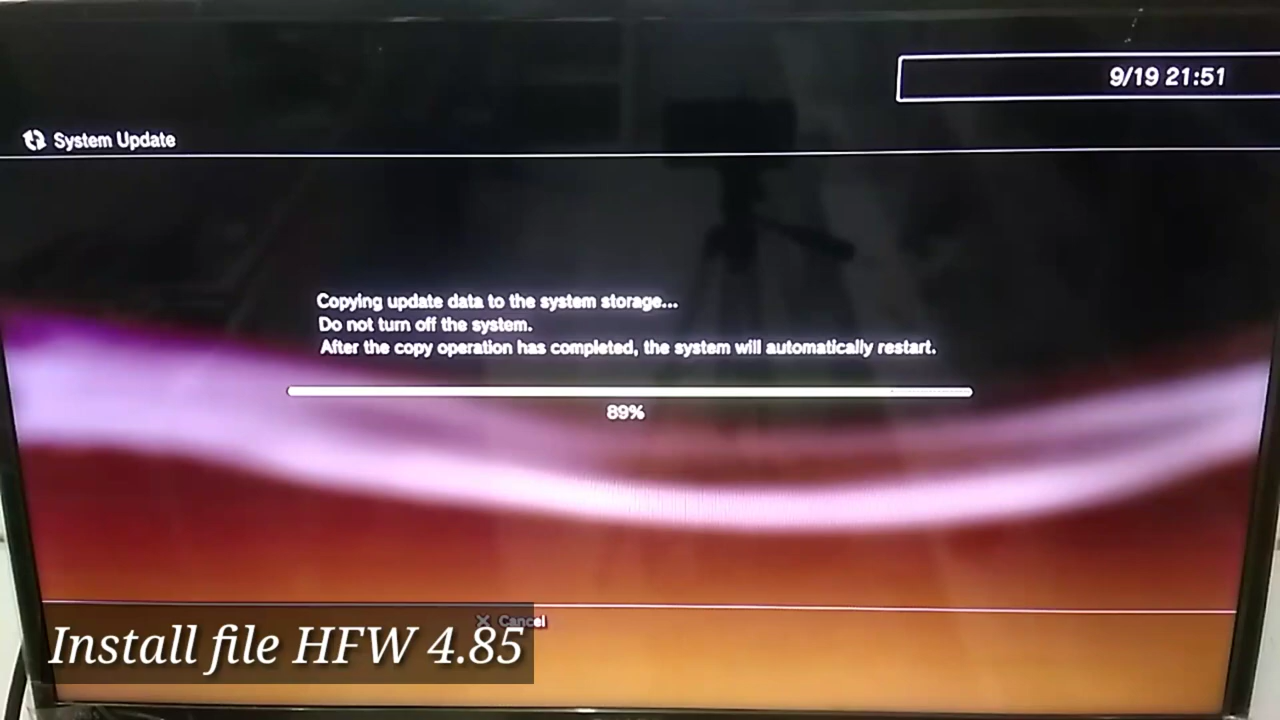 9/19 21:51
System Update
Copying update data to the system storage...
Do not turn off the system.
After the copy operation has completed, the system will automatically restart.
89%
Cancel
Install file HFW 4.85